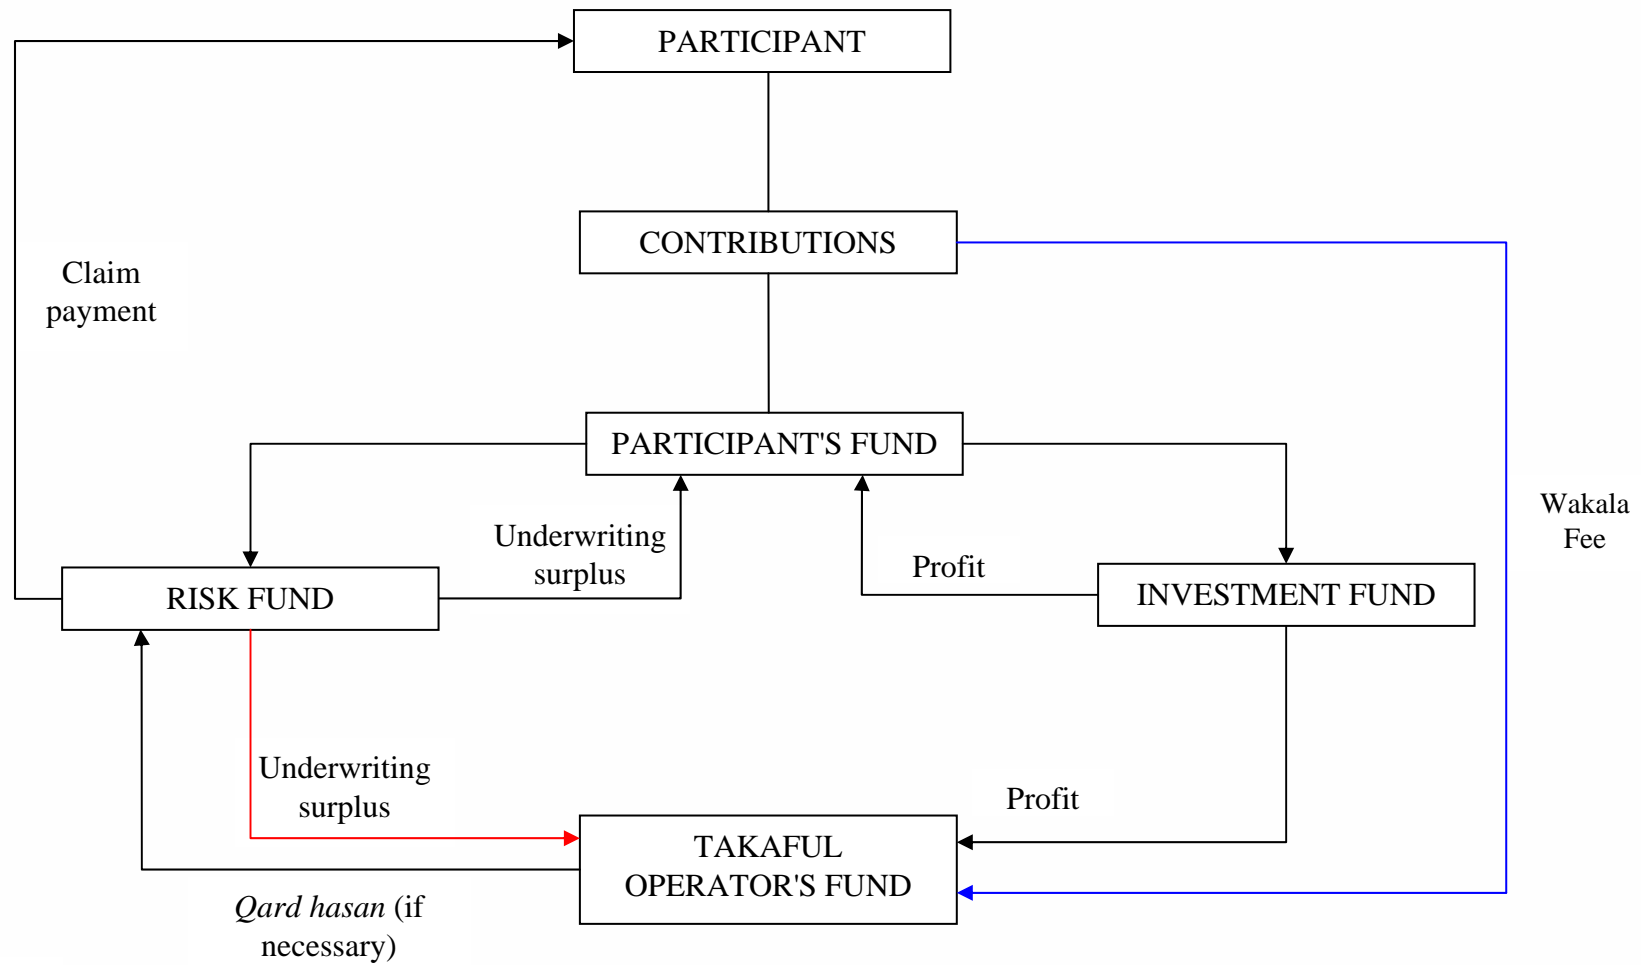 PARTICIPANT
CONTRIBUTIONS
Claim
payment
PARTICIPANT'S FUND
Wakala
Fee
Underwriting
surplus
Profit
RISK FUND
INVESTMENT FUND
Underwriting
surplus
Profit
TAKAFUL
OPERATOR'S FUND
Qard hasan (if
necessary)